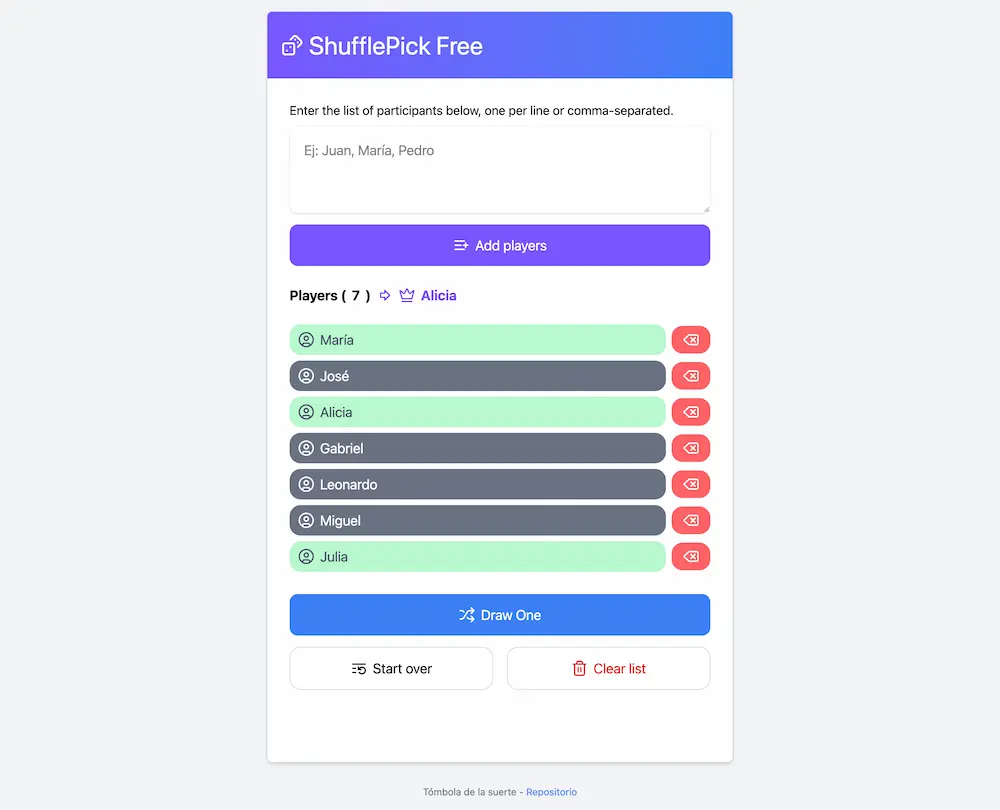 ShufflePick Free
Enter the list of participants below, one per line or comma-separated.
Ej: Juan, María, Pedro
Add players
Players ( 7 ) Alicia
María
José
Alicia
Gabriel
Leonardo
Miguel
Julia
Draw One
Start over
Clear list
Tómbola de la suerte - Repositorio